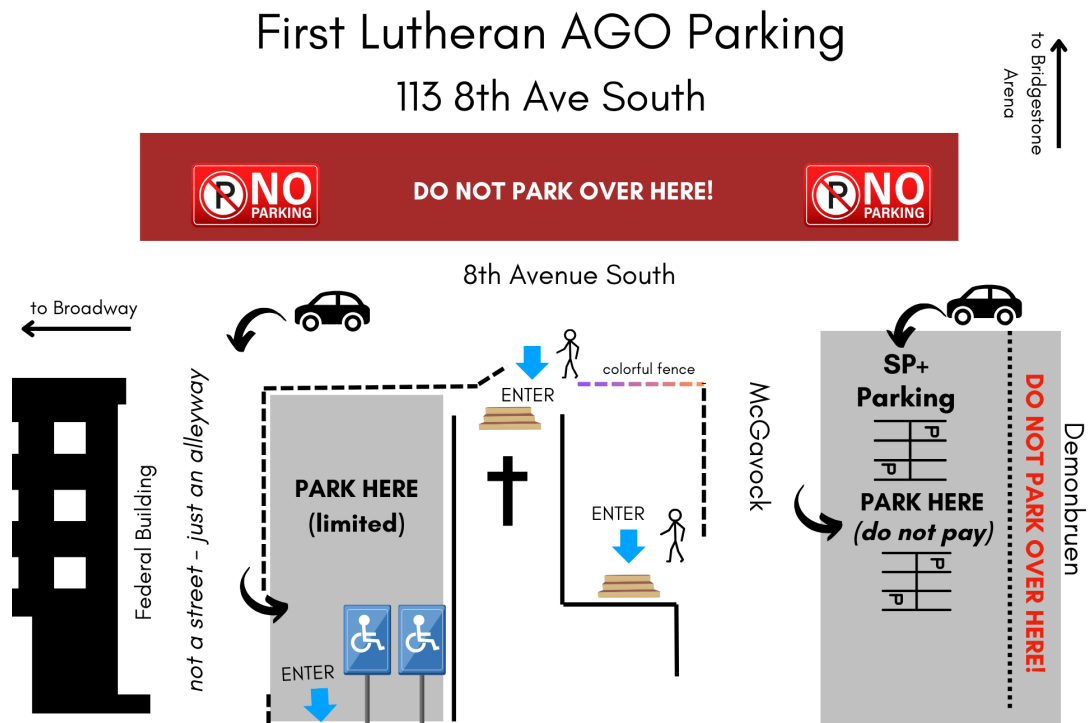 First Lutheran AGO Parking
113 8th Ave South
to Bridgestone
Arena
P NO
PARKING
DO NOT PARK OVER HERE!
P NO
PARKING
8th Avenue South
to Broadway
Federal Building
not a street - just an alleyway
PARK HERE
(limited)
ENTER
ENTER
colorful fence
ENTER
McGavock
SP+
Parking
P
P
PARK HERE
(do not pay)
P
P
DO NOT PARK OVER HERE!
Demonbruen